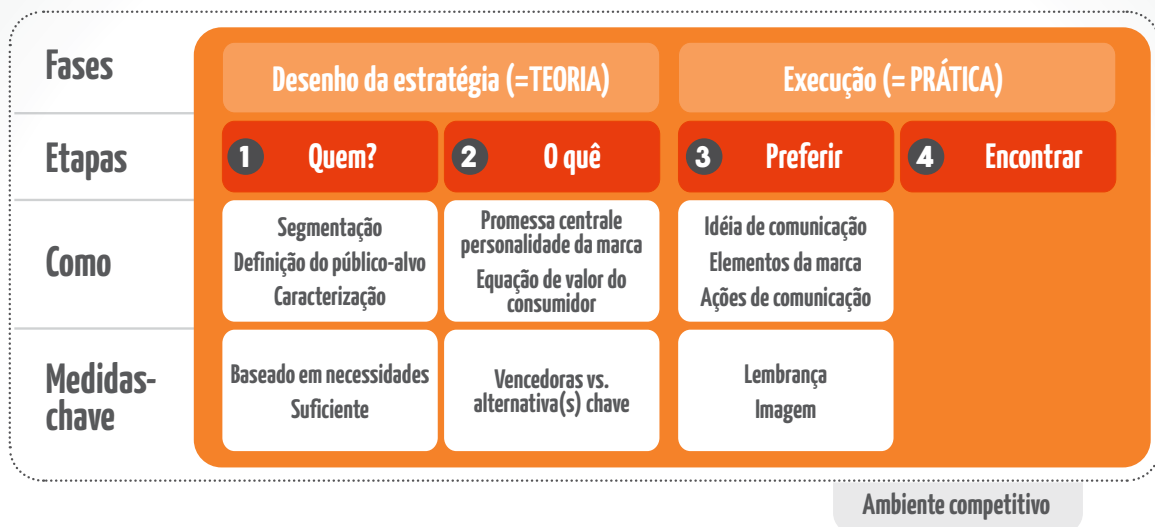 Fases
Desenho da estratégia (=TEORIA)
Execução (= PRÁTICA)
Etapas
1 Quem?
2 O quê
3 Preferir
4 Encontrar
Como
Segmentação
Definição do público-alvo
Caracterização
Promessa centrale
personalidade da marca
Equação de valor do
consumidor
Idéia de comunicação
Elementos da marca
Ações de comunicação
Medidas-
chave
Baseado em necessidades
Suficiente
Vencedoras vs.
alternativa(s) chave
Lembrança
Imagem
Ambiente competitivo